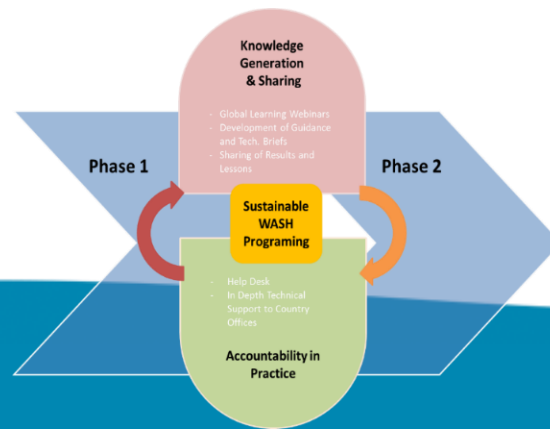 Knowledge
Generation
& Sharing
- Global Learning Webinars
- Development of Guidance
and Tech. Briefs
- Sharing of Results and
Lessons
Phase 1
Phase 2
Sustainable
WASH
Programing
- Help Desk
- In Depth Technical
Support to Country
Offices
Accountability in
Practice